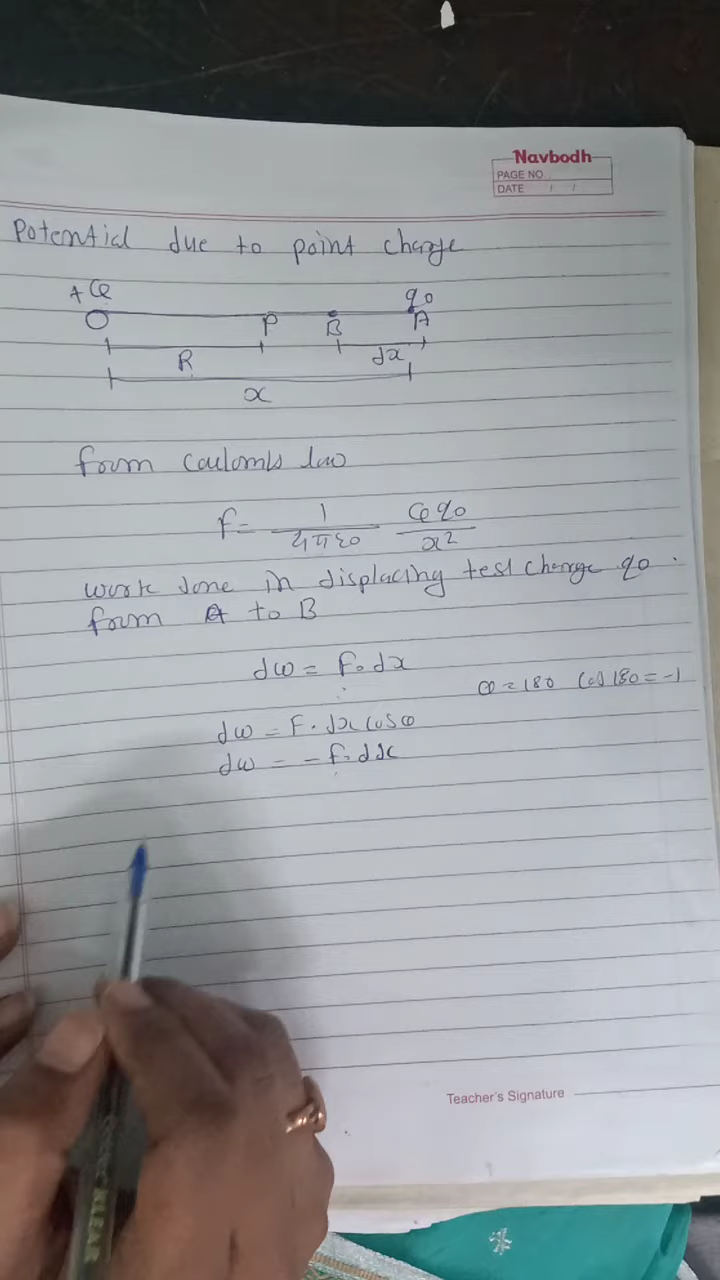 Navbodh
PAGE NO.
DATE / /
Potential due to point charge
+Q q0
O P B A
R dx
x
from Coulombs law
F = 1/4πε0 Qq0/x²
work done in displacing test charge q0
from A to B
dw = F.dx
θ = 180 cos 180 = -1
dw = F.dx cosθ
dw = -F.dx
Teacher's Signature